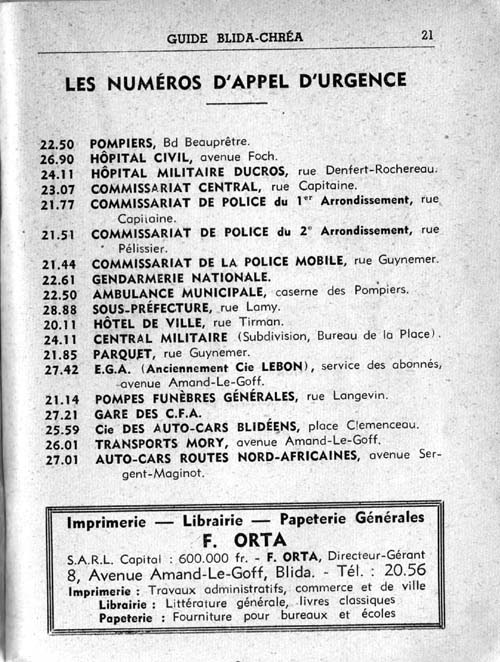 GUIDE BLIDA-CHRÉA 21
LES NUMÉROS D'APPEL D'URGENCE
22.50 POMPIERS, Bd Beauprêtre.
26.90 HÔPITAL CIVIL, avenue Foch.
24.11 HÔPITAL MILITAIRE DUCROS, rue Denfert-Rochereau.
23.07 COMMISSARIAT CENTRAL, rue Capitaine.
21.77 COMMISSARIAT DE POLICE du 1er Arrondissement, rue
Capitaine.
21.51 COMMISSARIAT DE POLICE du 2e Arrondissement, rue
Pélissier.
21.44 COMMISSARIAT DE LA POLICE MOBILE, rue Guynemer.
22.61 GENDARMERIE NATIONALE.
22.50 AMBULANCE MUNICIPALE, caserne des Pompiers.
28.88 SOUS-PRÉFECTURE, rue Lamy.
20.11 HÔTEL DE VILLE, rue Tirman.
24.11 CENTRAL MILITAIRE (Subdivision, Bureau de la Place).
21.85 PARQUET, rue Guynemer.
27.42 E.G.A. (Anciennement Cie LEBON), service des abonnés,
avenue Amand-Le-Goff.
21.14 POMPES FUNÈBRES GÉNÉRALES, rue Langevin.
27.21 GARE DES C.F.A.
25.59 Cie DES AUTO-CARS BLIDÉENS, place Clemenceau.
26.01 TRANSPORTS MORY, avenue Amand-Le-Goff.
27.01 AUTO-CARS ROUTES NORD-AFRICAINES, avenue Ser-
gent-Maginot.
Imprimerie — Librairie — Papeterie Générales
F. ORTA
S.A.R.L. Capital : 600.000 fr. - F. ORTA, Directeur-Gérant
8, Avenue Amand-Le-Goff, Blida. - Tél. : 20.56
Imprimerie : Travaux administratifs, commerce et de ville
Librairie : Littérature générale, livres classiques
Papeterie : Fourniture pour bureaux et écoles